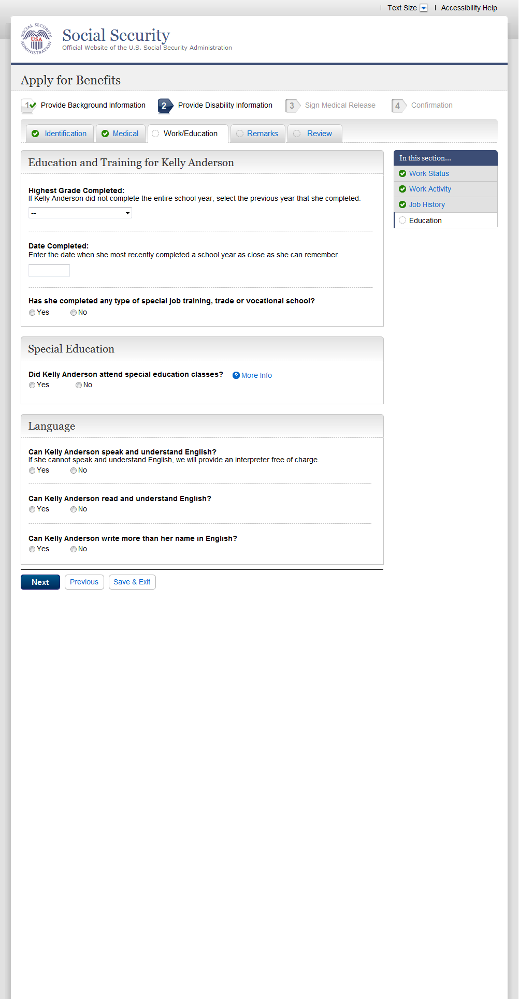 Text Size
Accessibility Help
SOCIAL SECURITY ADMINISTRATION
USA
Social Security
Official Website of the U.S. Social Security Administration
Apply for Benefits
1 Provide Background Information
2 Provide Disability Information
3 Sign Medical Release
4 Confirmation
Identification
Medical
Work/Education
Remarks
Review
Education and Training for Kelly Anderson
Highest Grade Completed:
If Kelly Anderson did not complete the entire school year, select the previous year that she completed.
--
Date Completed:
Enter the date when she most recently completed a school year as close as she can remember.
Has she completed any type of special job training, trade or vocational school?
Yes No
Special Education
Did Kelly Anderson attend special education classes? ? More Info
Yes No
Language
Can Kelly Anderson speak and understand English?
If she cannot speak and understand English, we will provide an interpreter free of charge.
Yes No
Can Kelly Anderson read and understand English?
Yes No
Can Kelly Anderson write more than her name in English?
Yes No
Next Previous Save & Exit
In this section...
Work Status
Work Activity
Job History
Education